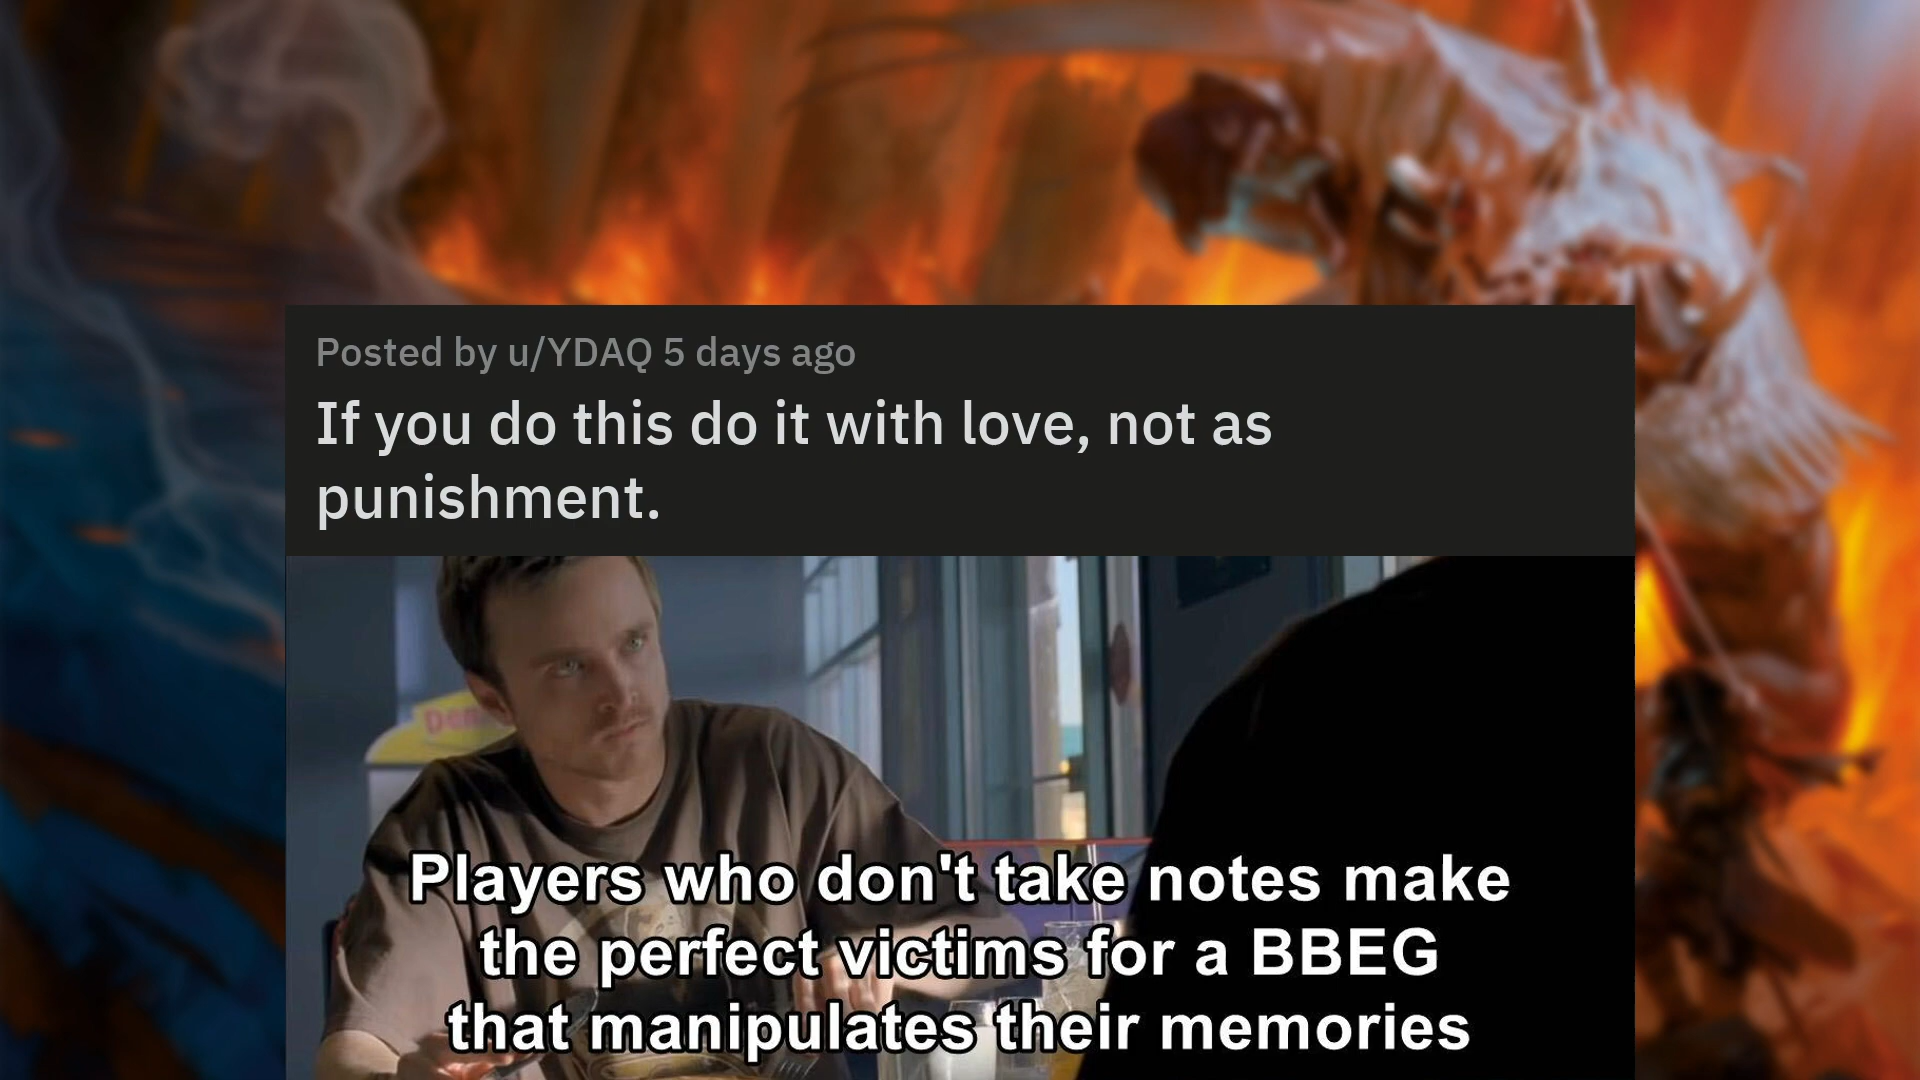 Posted by u/YDAQ 5 days ago
If you do this do it with love, not as
punishment.
Players who don't take notes make
the perfect victims for a BBEG
that manipulates their memories